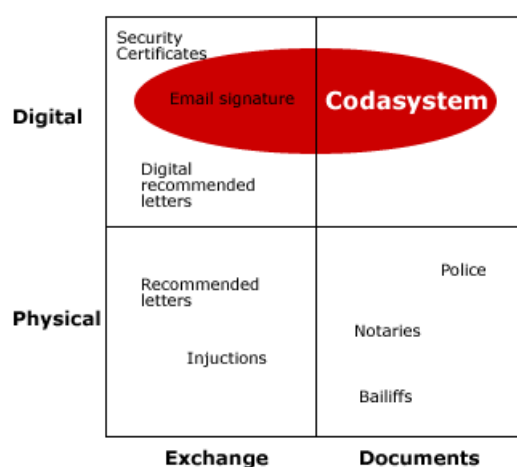 Security
Certificates
Digital
Email signature
Codasystem
Digital
recommended
letters
Physical
Recommended
letters
Injuctions
Police
Notaries
Bailiffs
Exchange
Documents